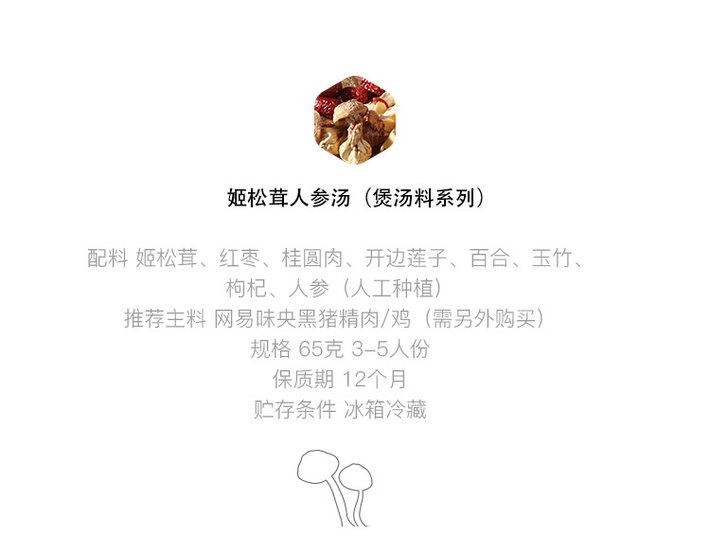 姬松茸人参汤（煲汤料系列）
配料 姬松茸、红枣、桂圆肉、开边莲子、百合、玉竹、
枸杞、人参（人工种植）
推荐主料 网易味央黑猪精肉/鸡（需另外购买）
规格 65克 3-5人份
保质期 12个月
贮存条件 冰箱冷藏